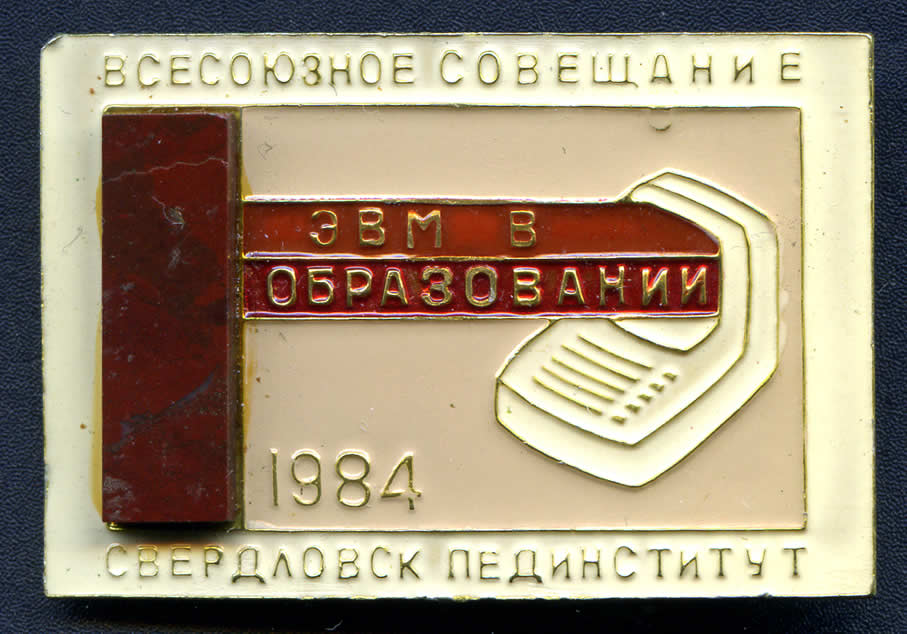 ВСЕСОЮЗНОЕ СОВЕЩАНИЕ
ЭВМ В
ОБРАЗОВАНИИ
1984
СВЕРДЛОВСК ПЕДИНСТИТУТ